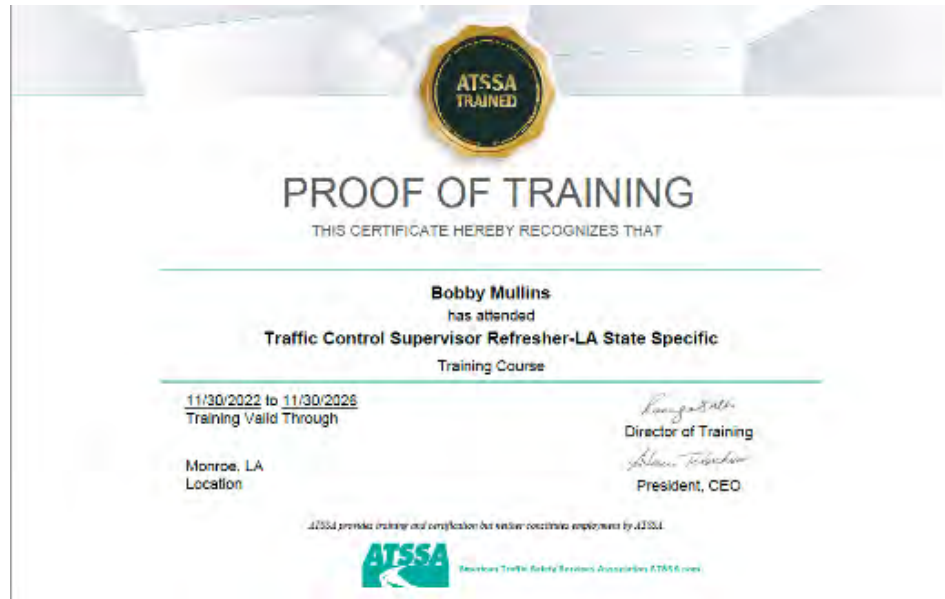 ATSSA
TRAINED
PROOF OF TRAINING
THIS CERTIFICATE HEREBY RECOGNIZES THAT
Bobby Mullins
has attended
Traffic Control Supervisor Refresher-LA State Specific
Training Course
11/30/2022 to 11/30/2026
Training Valid Through
Director of Training
Monroe, LA
Location
President, CEO
ATSSA provides training and certification but neither constitutes employment by ATSSA.
ATSSA
American Traffic Safety Services Association ATSSA.com